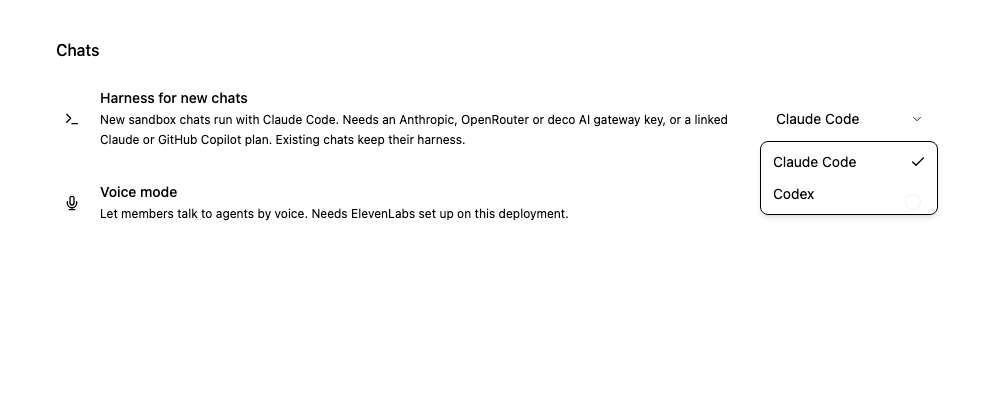 Chats
Harness for new chats
New sandbox chats run with Claude Code. Needs an Anthropic, OpenRouter or deco AI gateway key, or a linked
Claude or GitHub Copilot plan. Existing chats keep their harness.
Claude Code
Claude Code
Codex
Voice mode
Let members talk to agents by voice. Needs ElevenLabs set up on this deployment.